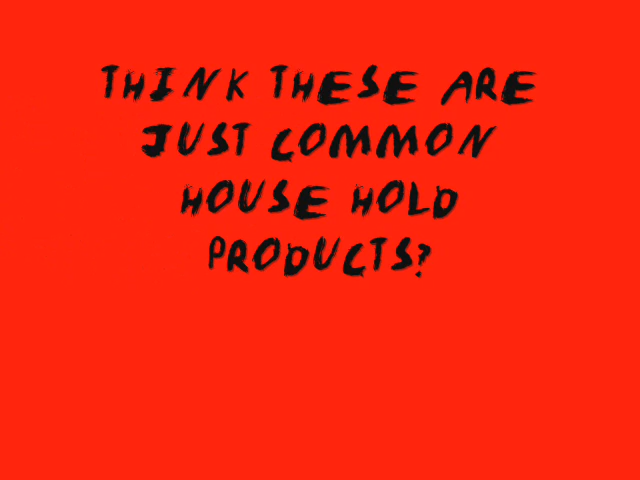 THINK THESE ARE
JUST COMMON
HOUSE HOLD
PRODUCTS?